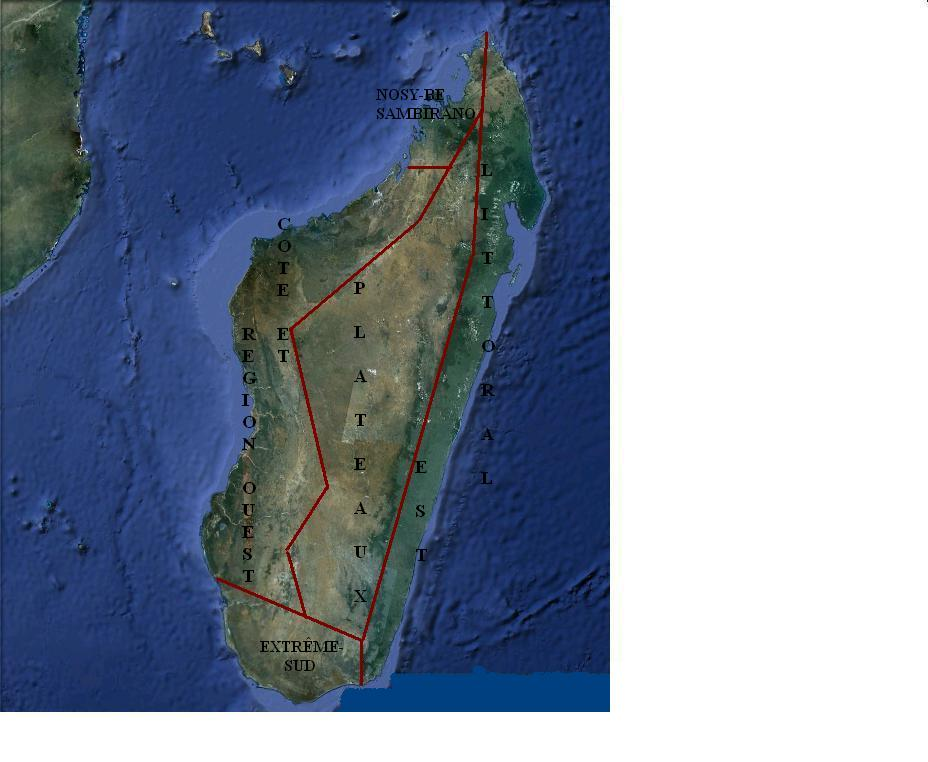 NOSY-BE
SAMBIRANO
LITTORAL
EST
COTE ET
REGION OUEST
PLATEAUX
EXTRÊME-
SUD